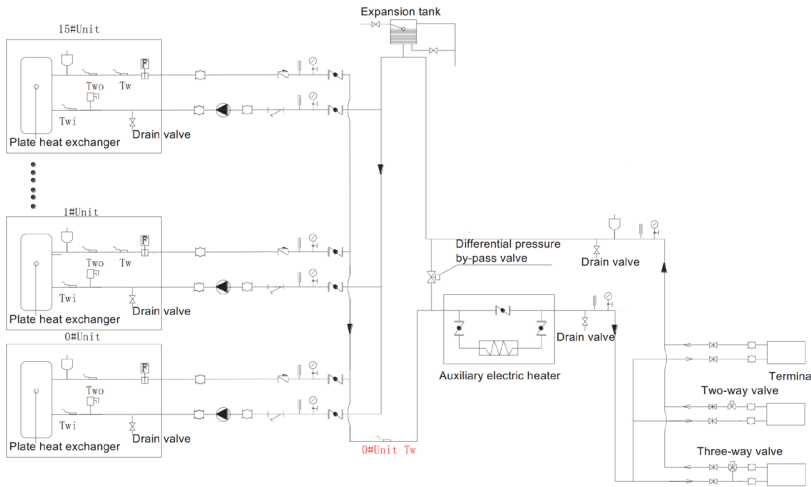 Expansion tank
15#Unit
F
Two
Tw
Twi
Drain valve
Plate heat exchanger
1#Unit
F
Two
Tw
Twi
Drain valve
Plate heat exchanger
Differential pressure
by-pass valve
Drain valve
0#Unit
F
Two
Tw
Twi
Drain valve
Plate heat exchanger
Drain valve
Auxiliary electric heater
0#Unit Tw
Termina
Two-way valve
Three-way valve